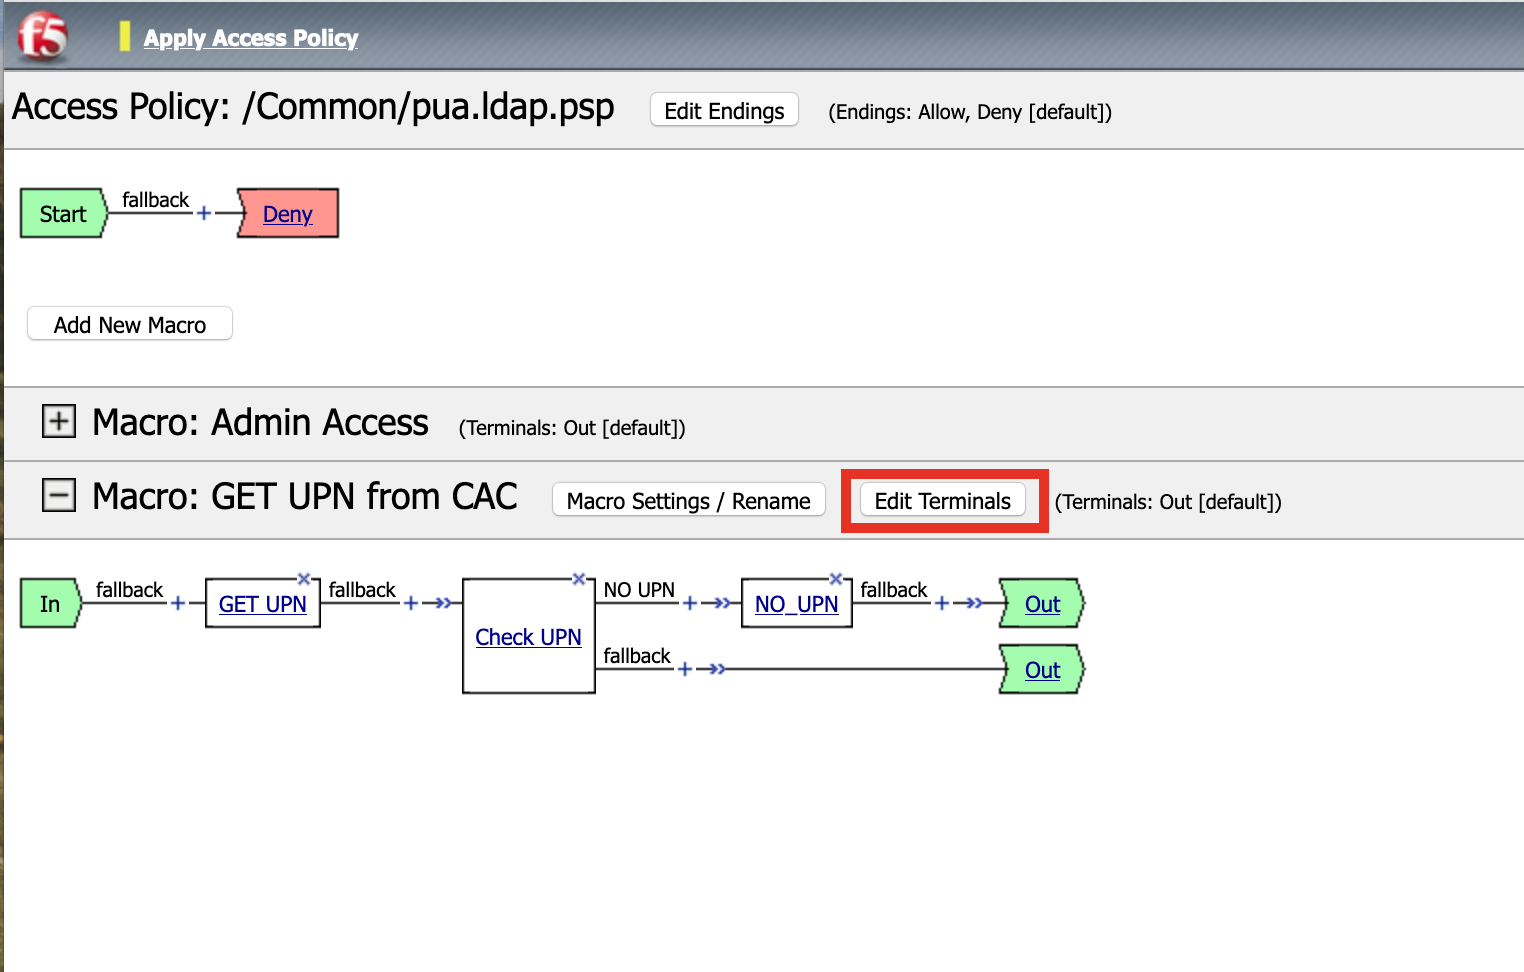 f5
Apply Access Policy
Access Policy: /Common/pua.ldap.psp Edit Endings (Endings: Allow, Deny [default])
Start fallback + Deny
Add New Macro
+ Macro: Admin Access (Terminals: Out [default])
− Macro: GET UPN from CAC Macro Settings / Rename Edit Terminals (Terminals: Out [default])
In fallback + GET UPN fallback + Check UPN NO UPN + NO_UPN fallback + Out
fallback + Out